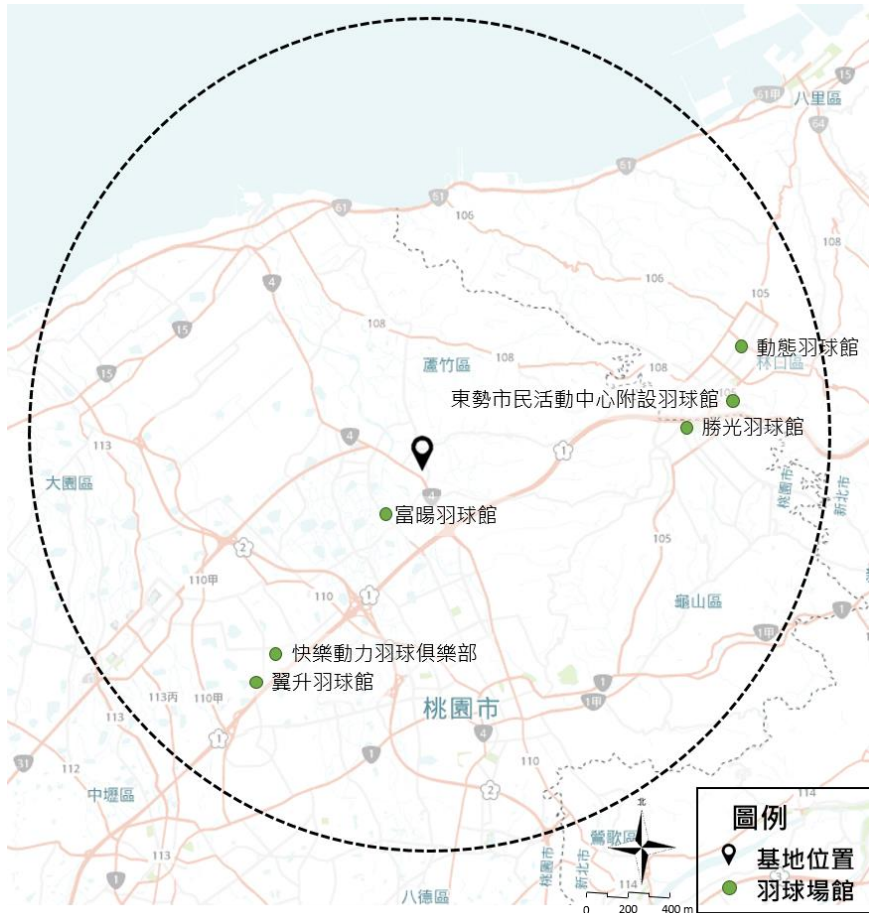 15
61甲
八里區
64
61
61
61
106
108
106
4
105
15
108
108
蘆竹區
動態羽球館
林口區
15
108
106
東勢市民活動中心附設羽球館
勝光羽球館
4
113
1
大園區
桃園市
新北市
4
富暘羽球館
2
105
110甲
110
1
龜山區
1
1甲
快樂動力羽球俱樂部
翼升羽球館
1
113丙
110甲
桃園市
1甲
113
1
4
110
31
1
112
2
中壢區
北
114
圖例
鶯歌區
基地位置
113
桃園市
新北市
3
1
八德區
114
羽球場館
0 200 400 m